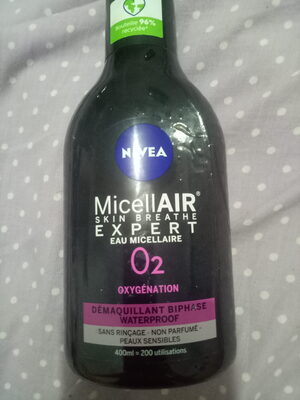 Bouteille 96%
recyclée*
NIVEA
MicellAIR®
SKIN BREATHE
EXPERT
EAU MICELLAIRE
O2
OXYGÉNATION
DÉMAQUILLANT BIPHASE
WATERPROOF
SANS RINÇAGE - NON PARFUMÉ -
PEAUX SENSIBLES
400ml = 200 utilisations